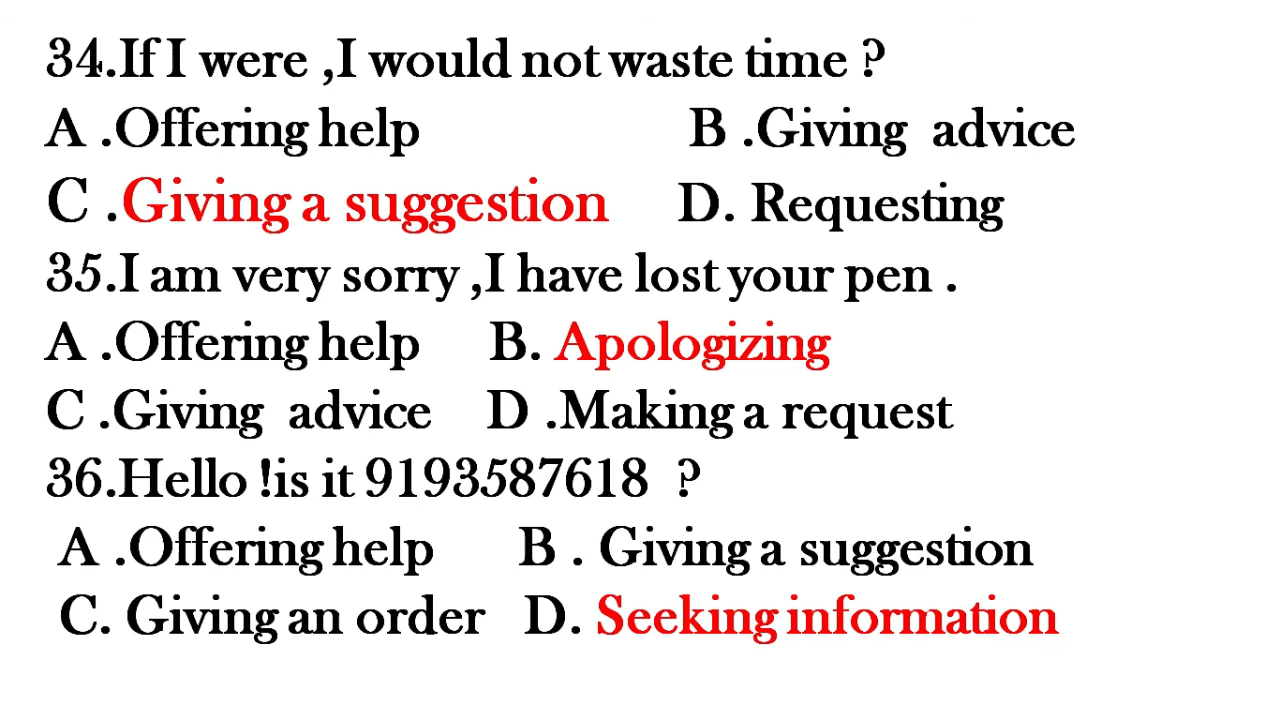 34.If I were ,I would not waste time ?
A .Offering help B .Giving advice
C .Giving a suggestion D. Requesting
35.I am very sorry ,I have lost your pen .
A .Offering help B. Apologizing
C .Giving advice D .Making a request
36.Hello !is it 9193587618 ?
A .Offering help B . Giving a suggestion
C. Giving an order D. Seeking information